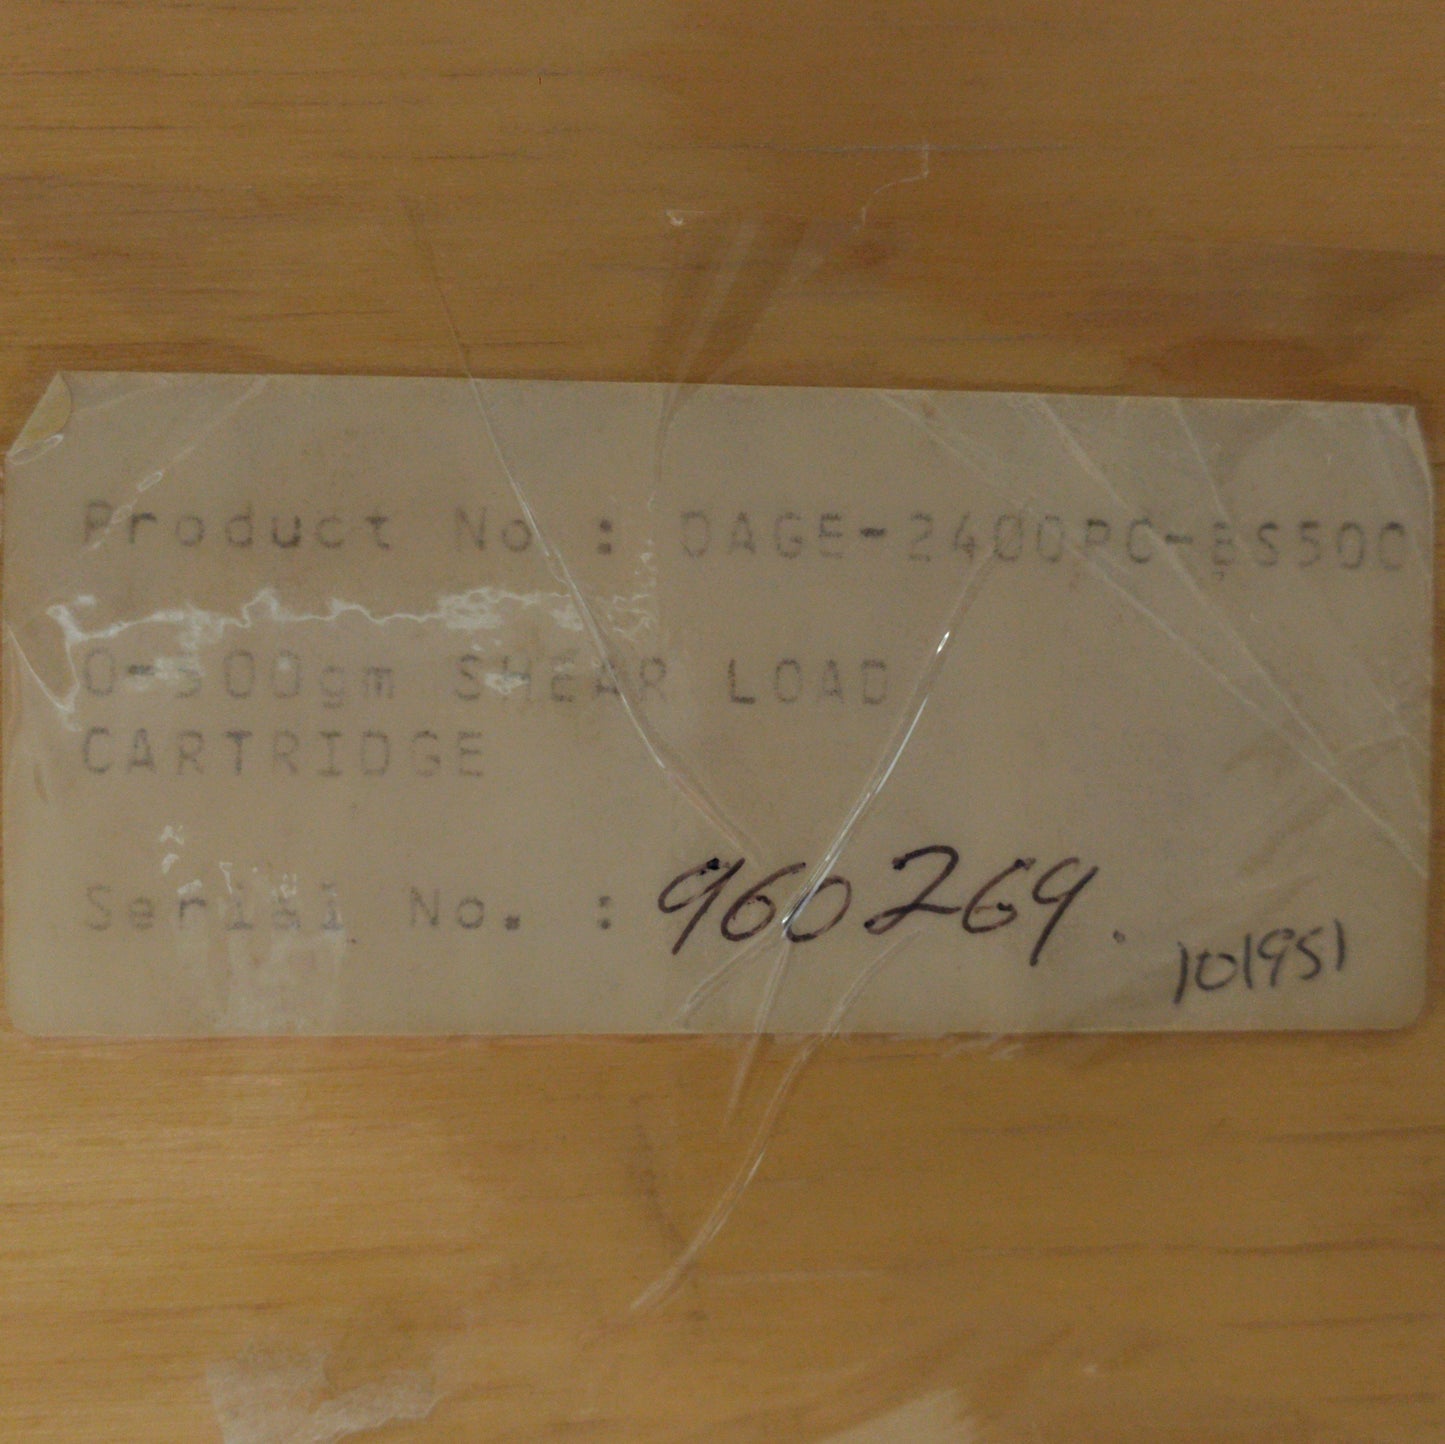 Product No : DAGE-2400PC-BS500
0-500gm SHEAR LOAD
CARTRIDGE
Serial No. : 960269.
101951